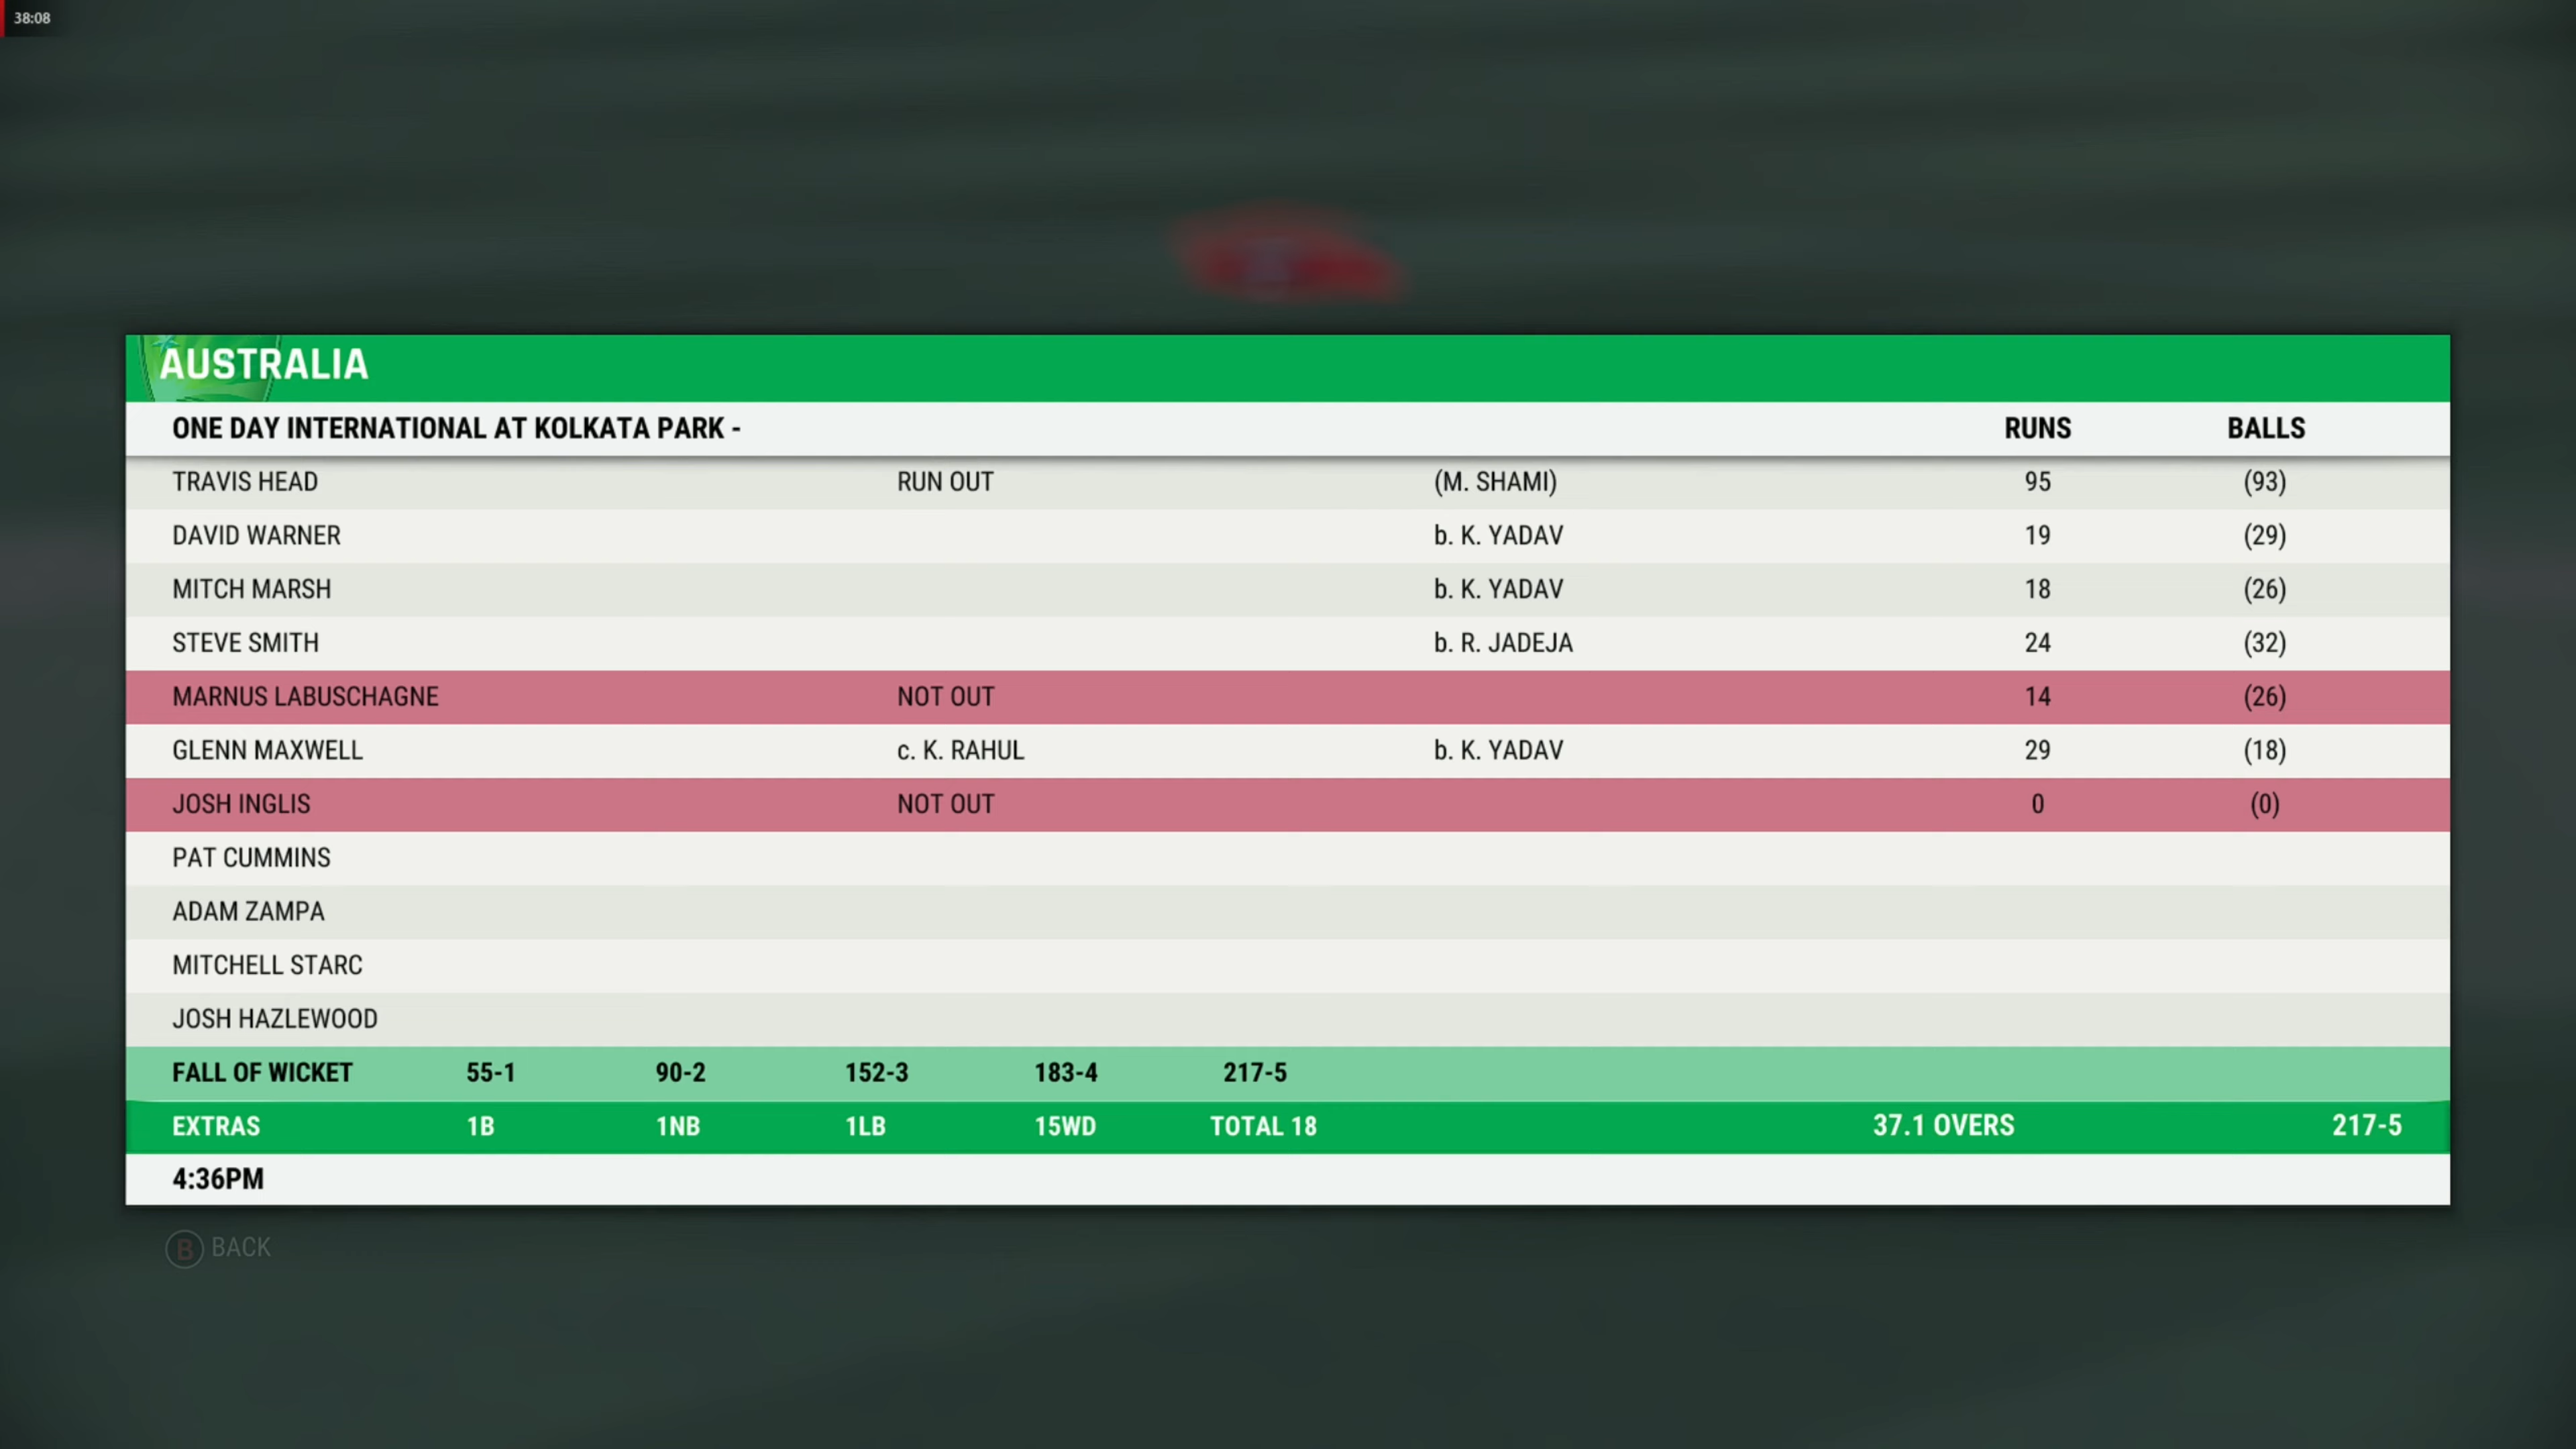 38:08
AUSTRALIA
ONE DAY INTERNATIONAL AT KOLKATA PARK - RUNS BALLS
TRAVIS HEAD RUN OUT (M. SHAMI) 95 (93)
DAVID WARNER b. K. YADAV 19 (29)
MITCH MARSH b. K. YADAV 18 (26)
STEVE SMITH b. R. JADEJA 24 (32)
MARNUS LABUSCHAGNE NOT OUT 14 (26)
GLENN MAXWELL c. K. RAHUL b. K. YADAV 29 (18)
JOSH INGLIS NOT OUT 0 (0)
PAT CUMMINS
ADAM ZAMPA
MITCHELL STARC
JOSH HAZLEWOOD
FALL OF WICKET 55-1 90-2 152-3 183-4 217-5
EXTRAS 1B 1NB 1LB 15WD TOTAL 18 37.1 OVERS 217-5
4:36PM
B BACK